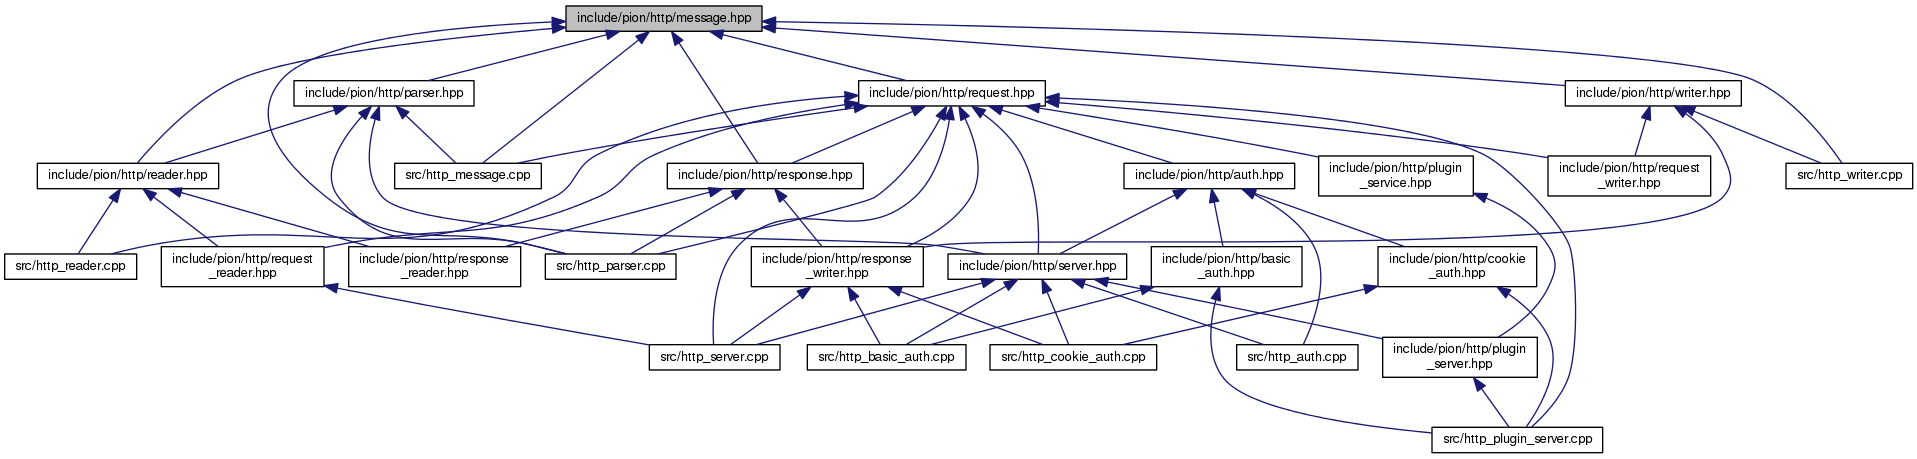 include/pion/http/message.hpp
include/pion/http/parser.hpp
include/pion/http/request.hpp
include/pion/http/writer.hpp
include/pion/http/reader.hpp
src/http_message.cpp
include/pion/http/response.hpp
include/pion/http/auth.hpp
include/pion/http/plugin
_service.hpp
include/pion/http/request
_writer.hpp
src/http_writer.cpp
src/http_reader.cpp
include/pion/http/request
_reader.hpp
include/pion/http/response
_reader.hpp
src/http_parser.cpp
include/pion/http/response
_writer.hpp
include/pion/http/server.hpp
include/pion/http/basic
_auth.hpp
include/pion/http/cookie
_auth.hpp
src/http_server.cpp
src/http_basic_auth.cpp
src/http_cookie_auth.cpp
src/http_auth.cpp
include/pion/http/plugin
_server.hpp
src/http_plugin_server.cpp